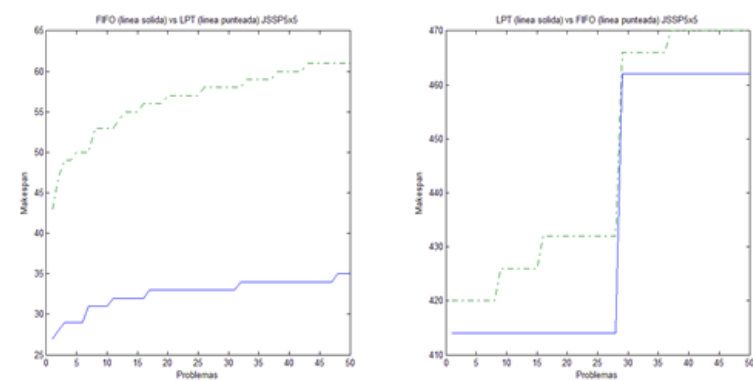 FIFO (linea solida) vs LPT (linea punteada) JSSP5x5
65
60
55
50
45
40
35
30
25
Makespan
0 5 10 15 20 25 30 35 40 45 50
Problemas
LPT (linea solida) vs FIFO (linea punteada) JSSP5x5
470
460
450
440
430
420
410
Makespan
0 5 10 15 20 25 30 35 40 45 50
Problemas